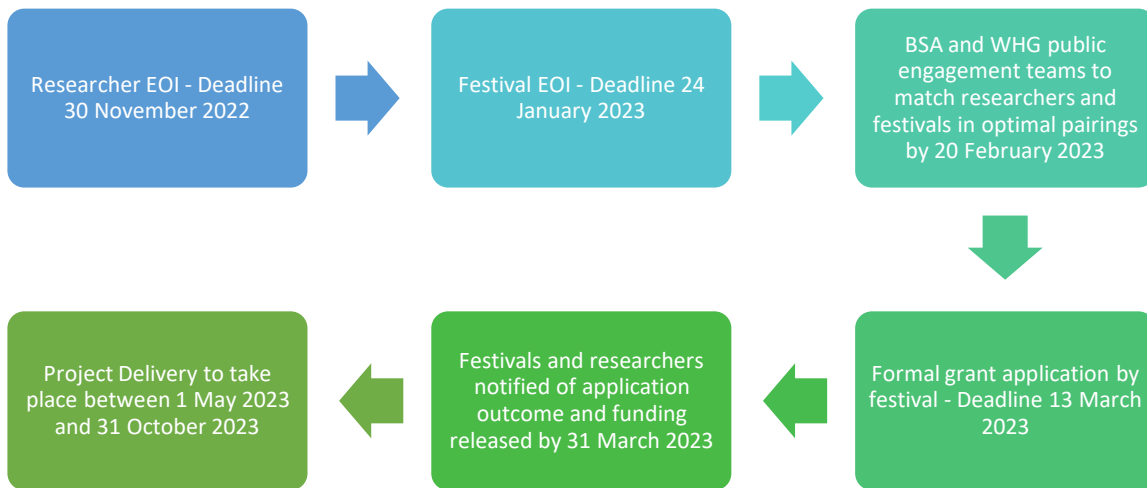 Researcher EOI - Deadline
30 November 2022
Festival EOI - Deadline 24
January 2023
BSA and WHG public
engagement teams to
match researchers and
festivals in optimal pairings
by 20 February 2023
Formal grant application by
festival - Deadline 13 March
2023
Festivals and researchers
notified of application
outcome and funding
released by 31 March 2023
Project Delivery to take
place between 1 May 2023
and 31 October 2023